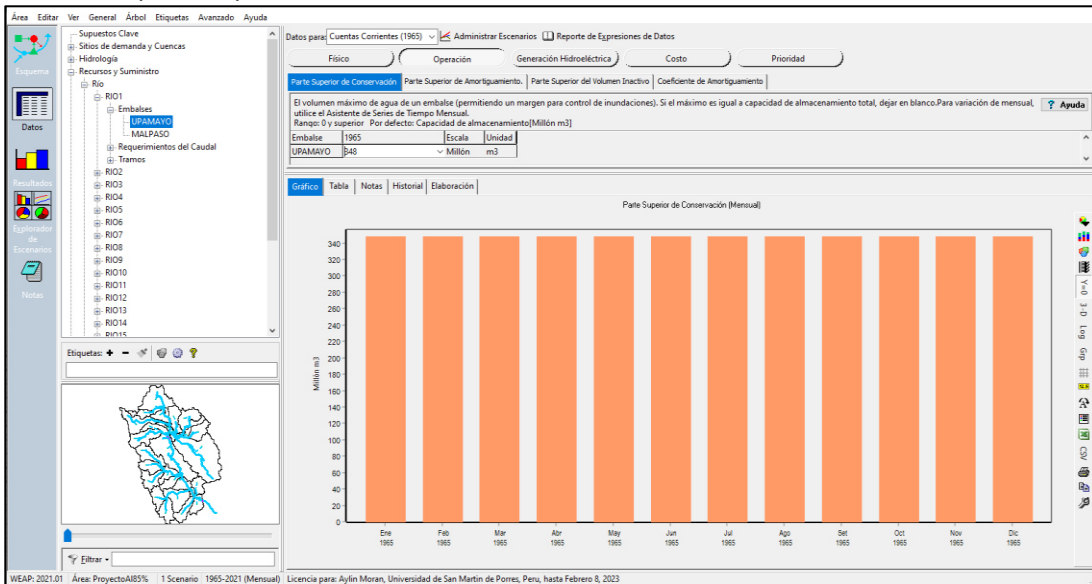 Área Editar Ver General Árbol Etiquetas Avanzado Ayuda
Esquema
Datos
Resultados
Explorador
de
Escenarios
Notas
Supuestos Clave
Sitios de demanda y Cuencas
Hidrología
Recursos y Suministro
Río
RIO1
Embalses
UPAMAYO
MALPASO
Requerimientos del Caudal
Tramos
RIO2
RIO3
RIO4
RIO5
RIO6
RIO7
RIO8
RIO9
RIO10
RIO11
RIO12
RIO13
RIO14
RIO15
Etiquetas:
Filtrar
Datos para: Cuentas Corrientes (1965) Administrar Escenarios Reporte de Expresiones de Datos
Físico Operación Generación Hidroeléctrica Costo Prioridad
Parte Superior de Conservación Parte Superior de Amortiguamiento. Parte Superior del Volumen Inactivo Coeficiente de Amortiguamiento
El volumen máximo de agua de un embalse (permitiendo un margen para control de inundaciones). Si el máximo es igual a capacidad de almacenamiento total, dejar en blanco.Para variación de mensual,
utilice el Asistente de Series de Tiempo Mensual.
Rango: 0 y superior Por defecto: Capacidad de almacenamiento[Millón m3]
? Ayuda
Embalse 1965 Escala Unidad
UPAMAYO 348 Millón m3
Gráfico Tabla Notas Historial Elaboración
Parte Superior de Conservación (Mensual)
Millón m3
340
320
300
280
260
240
220
200
180
160
140
120
100
80
60
40
20
0
Ene Feb Mar Abr May Jun Jul Ago Set Oct Nov Dic
1965 1965 1965 1965 1965 1965 1965 1965 1965 1965 1965 1965
Y=0
3-D
Log
Grp
CSV
WEAP: 2021.01 Área: ProyectoAI85% 1 Scenario 1965-2021 (Mensual) Licencia para: Aylin Moran, Universidad de San Martin de Porres, Peru, hasta Febrero 8, 2023